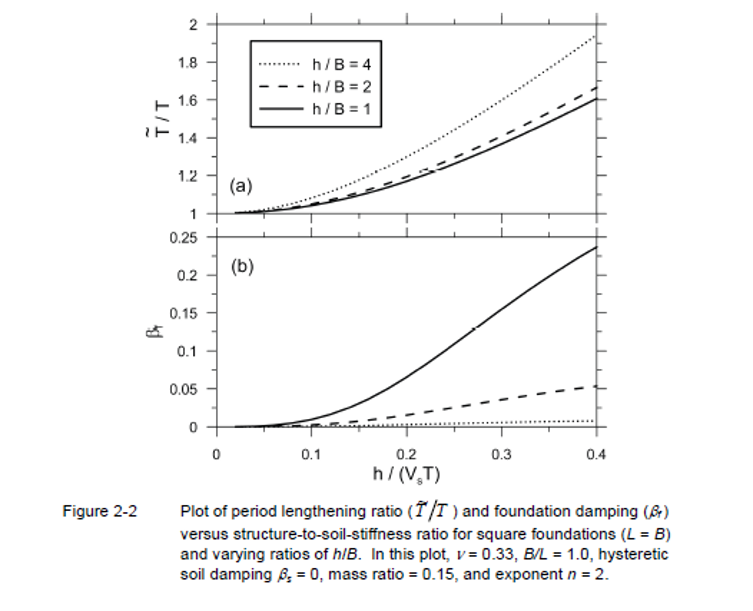 2
1.8
1.6
1.4
1.2
1
T̃ / T
h / B = 4
h / B = 2
h / B = 1
(a)
0.25
0.2
0.15
0.1
0.05
0
βf
(b)
0 0.1 0.2 0.3 0.4
h / (VsT)
Figure 2-2 Plot of period lengthening ratio (T̃/T ) and foundation damping (βf)
versus structure-to-soil-stiffness ratio for square foundations (L = B)
and varying ratios of h/B. In this plot, ν = 0.33, B/L = 1.0, hysteretic
soil damping βs = 0, mass ratio = 0.15, and exponent n = 2.